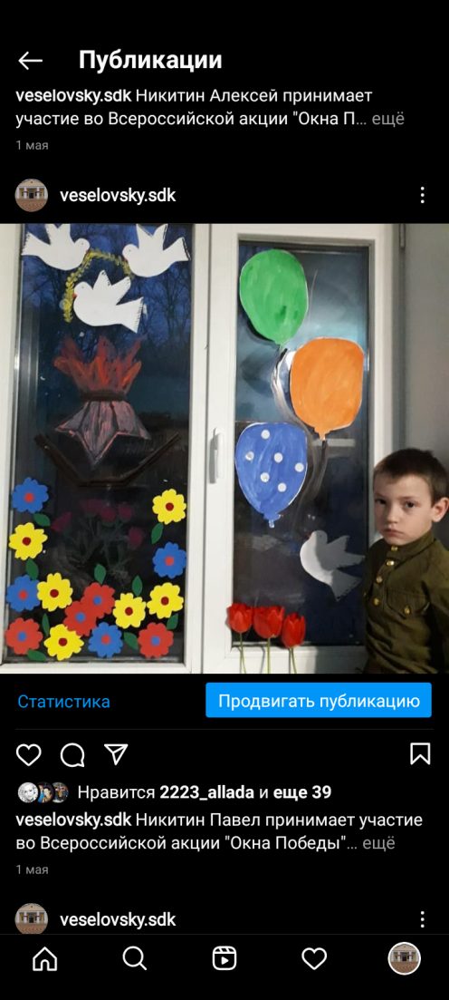 Публикации
veselovsky.sdk Никитин Алексей принимает
участие во Всероссийской акции "Окна П... ещё
1 мая
veselovsky.sdk
Статистика
Продвигать публикацию
Нравится 2223_allada и еще 39
veselovsky.sdk Никитин Павел принимает участие
во Всероссийской акции "Окна Победы"... ещё
1 мая
veselovsky.sdk